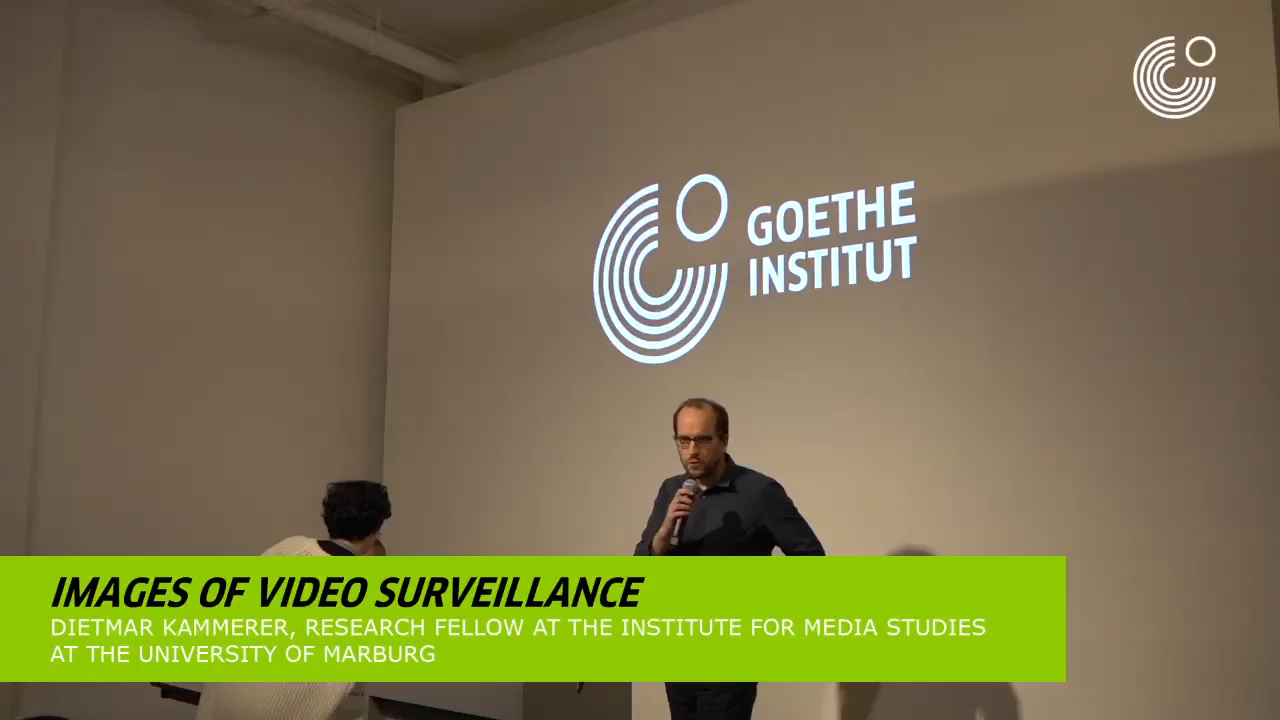 GOETHE
INSTITUT
IMAGES OF VIDEO SURVEILLANCE
DIETMAR KAMMERER, RESEARCH FELLOW AT THE INSTITUTE FOR MEDIA STUDIES
AT THE UNIVERSITY OF MARBURG